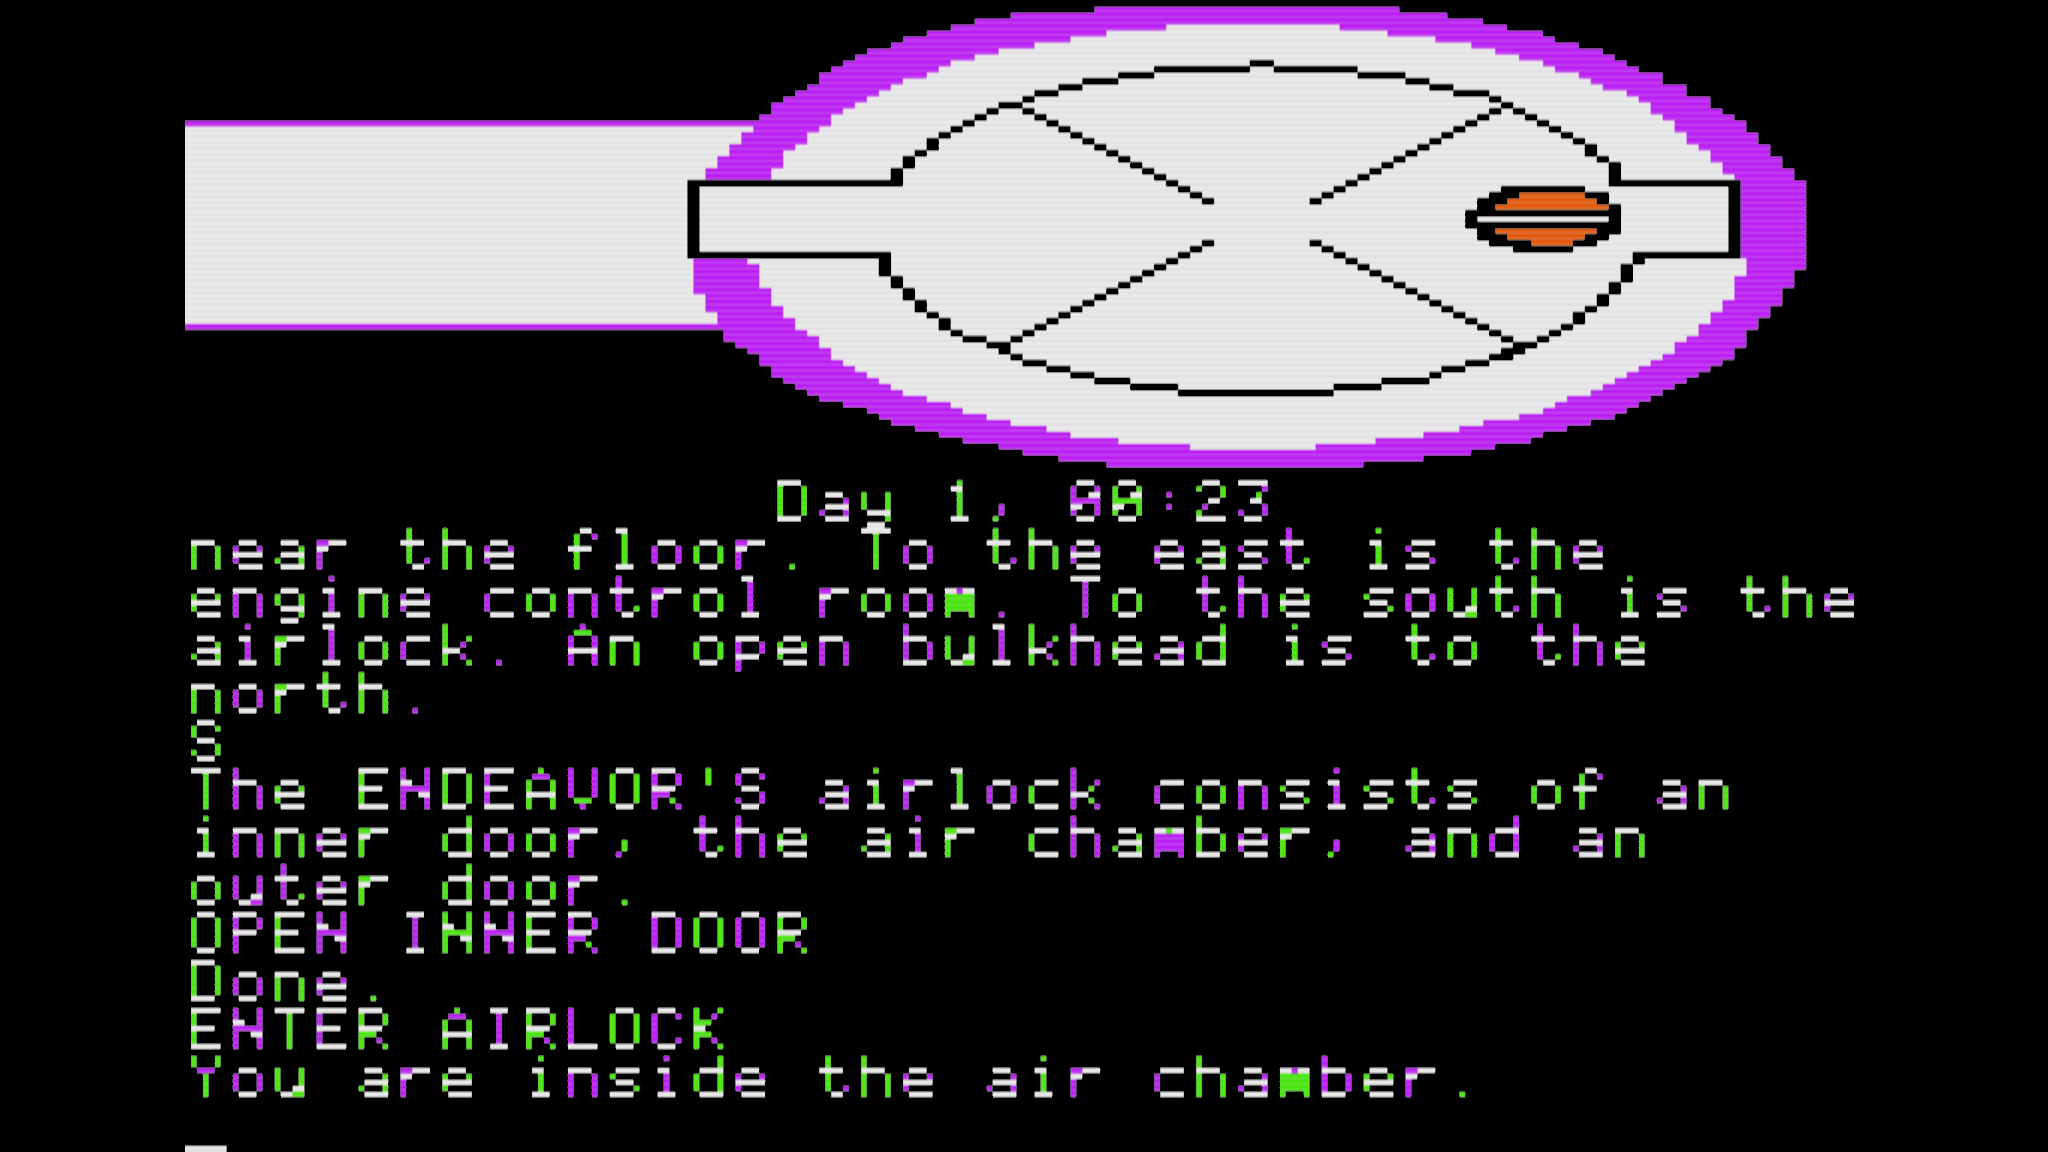 Day 1, 00:23
near the floor. To the east is the
engine control room. To the south is the
airlock. An open bulkhead is to the
north.
S
The ENDEAVOR'S airlock consists of an
inner door, the air chamber, and an
outer door.
OPEN INNER DOOR
Done.
ENTER AIRLOCK
You are inside the air chamber.